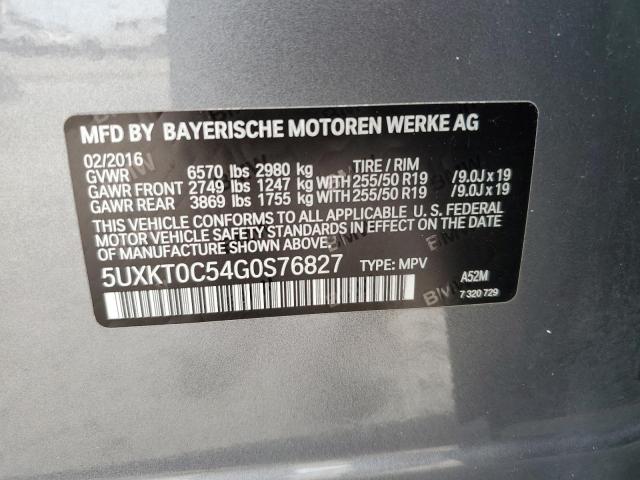 MFD BY BAYERISCHE MOTOREN WERKE AG
02/2016 TIRE / RIM
GVWR 6570 lbs 2980 kg
GAWR FRONT 2749 lbs 1247 kg WITH 255/50 R19 /9.0J x 19
GAWR REAR 3869 lbs 1755 kg WITH 255/50 R19 /9.0J x 19
THIS VEHICLE CONFORMS TO ALL APPLICABLE U. S. FEDERAL
MOTOR VEHICLE SAFETY STANDARDS IN EFFECT ON THE DATE
OF MANUFACTURE SHOWN ABOVE.
5UXKT0C54G0S76827 TYPE: MPV A52M
7 320 729